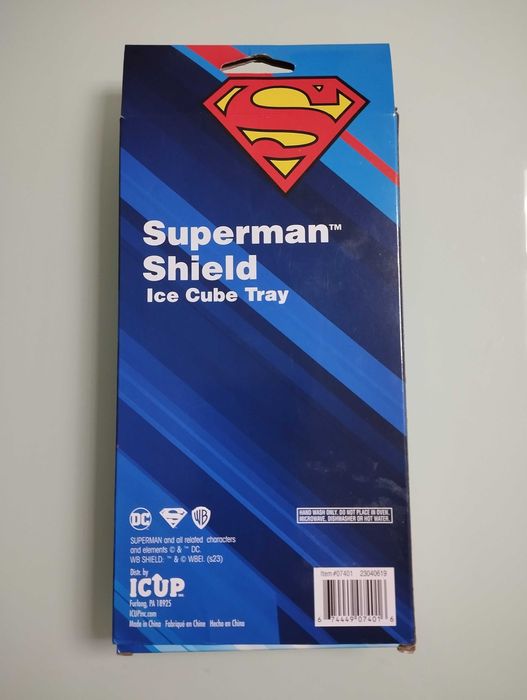 Superman™
Shield
Ice Cube Tray
DC
WB
HAND WASH ONLY. DO NOT PLACE IN OVEN,
MICROWAVE, DISHWASHER OR HOT WATER.
SUPERMAN and all related characters
and elements © & ™ DC.
WB SHIELD: ™ & © WBEI. (s23)
Distr. by
ICUP INC.
Furlong, PA 18925
ICUPinc.com
Made in China Fabriqué en Chine Hecho en China
Item #07401 23040619
6 74449 07401 6